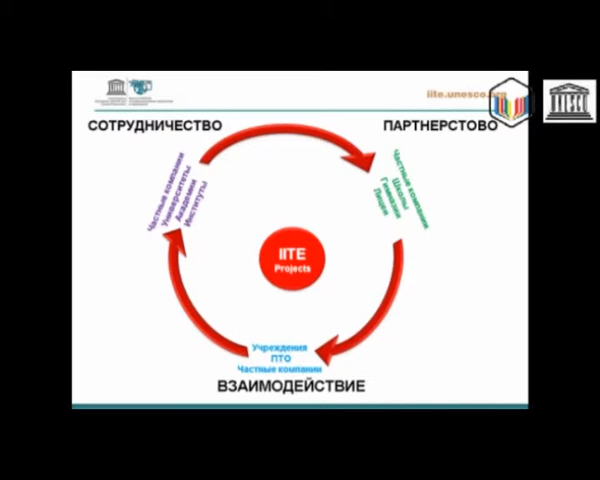 iite.unesco.org
СОТРУДНИЧЕСТВО
ПАРТНЕРСТОВО
Частные компании
Университеты
Академии
Институты
Частные компании
Школы
Гимназии
Лицеи
IITE
Projects
Учреждения
ПТО
Частные компании
ВЗАИМОДЕЙСТВИЕ